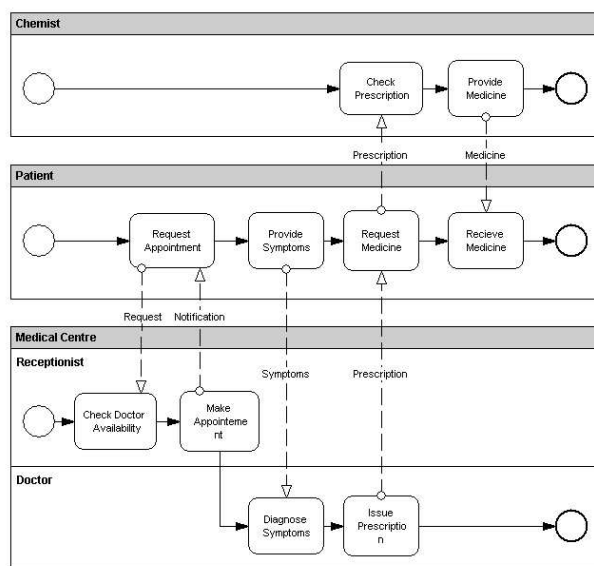 Chemist
Check
Prescription
Provide
Medicine
Prescription
Medicine
Patient
Request
Appointment
Provide
Symptoms
Request
Medicine
Recieve
Medicine
Request
Notification
Medical Centre
Receptionist
Symptoms
Prescription
Check Doctor
Availability
Make
Appointeme
nt
Doctor
Diagnose
Symptoms
Issue
Prescriptio
n